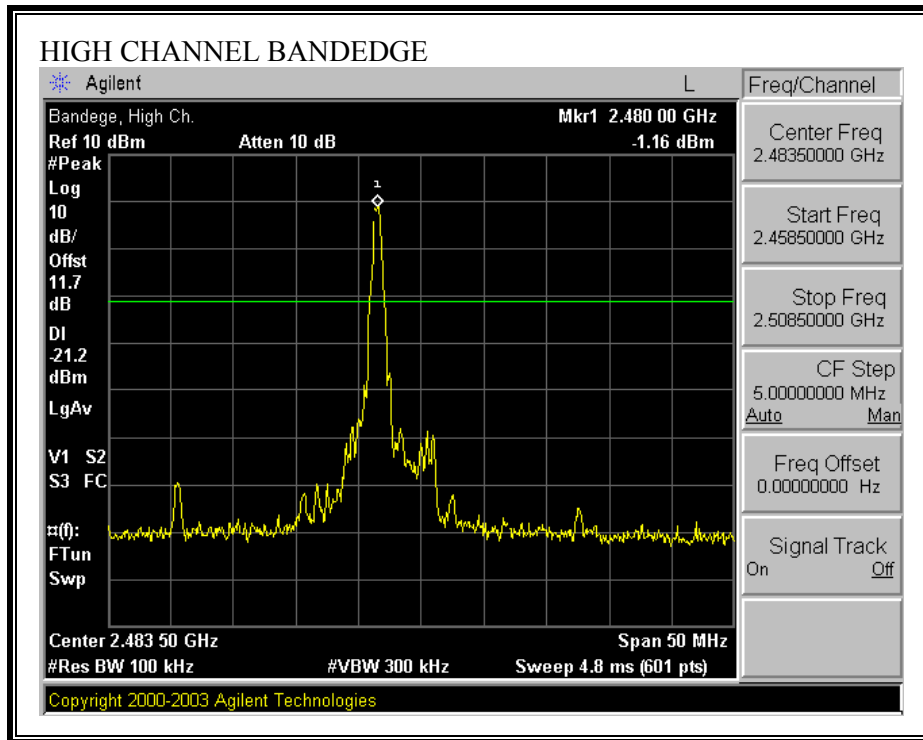 HIGH CHANNEL BANDEDGE
Agilent L
Freq/Channel
Bandege, High Ch. Mkr1 2.480 00 GHz
Ref 10 dBm Atten 10 dB -1.16 dBm
#Peak
Log
10
dB/
Offst
11.7
dB
DI
-21.2
dBm
LgAv
V1 S2
S3 FC
¤(f):
FTun
Swp
1
Center 2.483 50 GHz Span 50 MHz
#Res BW 100 kHz #VBW 300 kHz Sweep 4.8 ms (601 pts)
Copyright 2000-2003 Agilent Technologies
Center Freq
2.48350000 GHz
Start Freq
2.45850000 GHz
Stop Freq
2.50850000 GHz
CF Step
5.00000000 MHz
Auto Man
Freq Offset
0.00000000 Hz
Signal Track
On Off